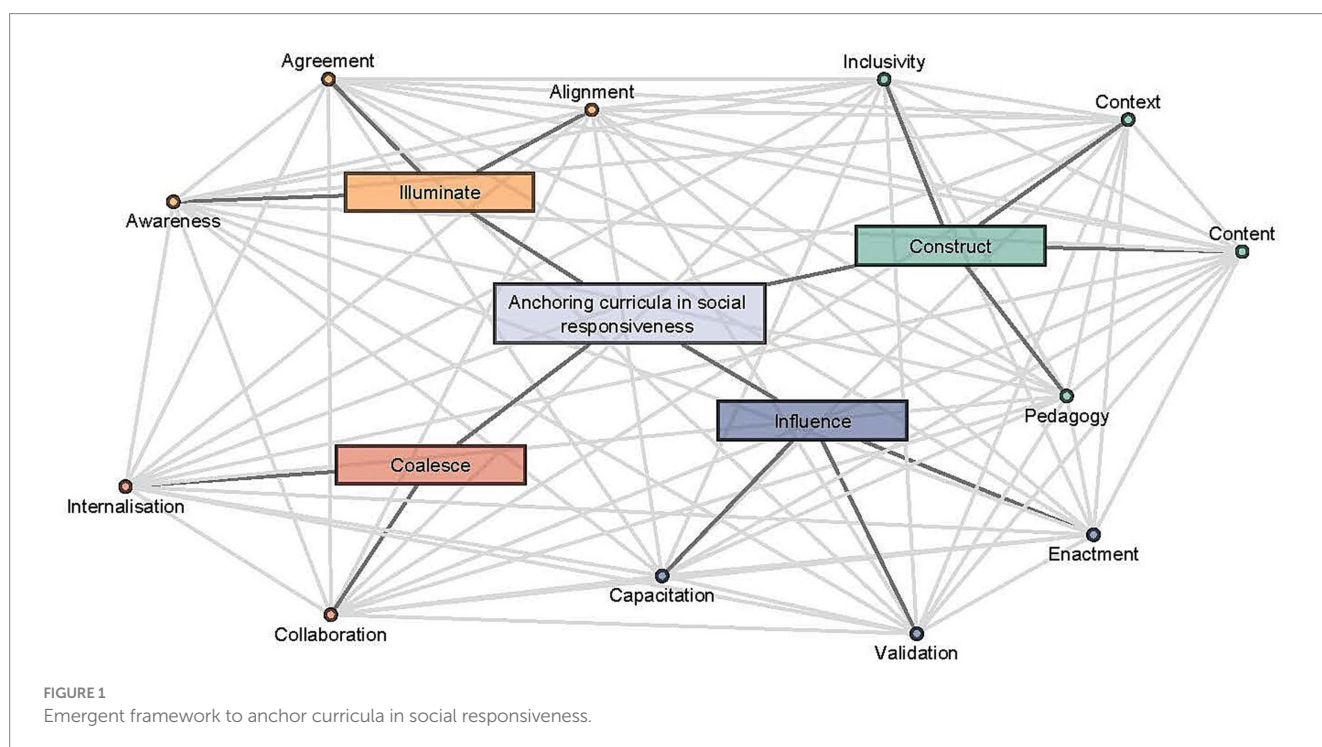 Agreement
Inclusivity
Alignment
Context
Illuminate
Awareness
Content
Construct
Anchoring curricula in social
responsiveness
Pedagogy
Influence
Coalesce
Internalisation
Enactment
Capacitation
Collaboration
Validation
FIGURE 1
Emergent framework to anchor curricula in social responsiveness.